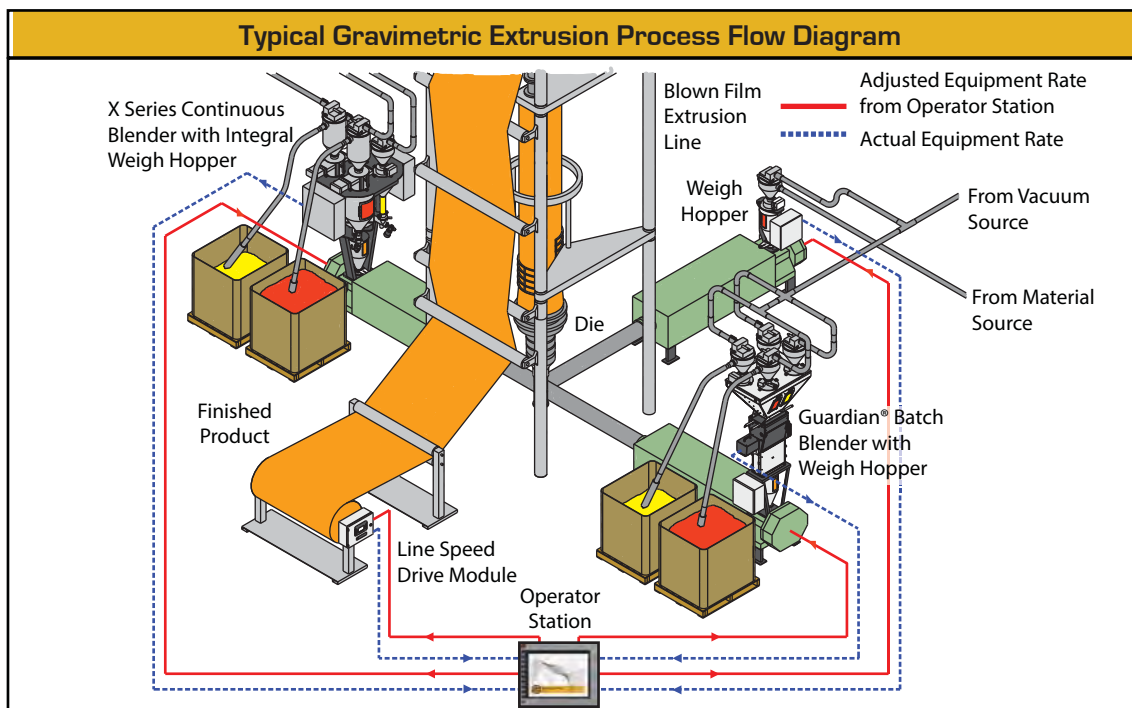 Typical Gravimetric Extrusion Process Flow Diagram
X Series Continuous
Blender with Integral
Weigh Hopper
Blown Film
Extrusion
Line
Adjusted Equipment Rate
from Operator Station
Actual Equipment Rate
Weigh
Hopper
From Vacuum
Source
From Material
Source
Die
Finished
Product
Guardian® Batch
Blender with
Weigh Hopper
Line Speed
Drive Module
Operator
Station